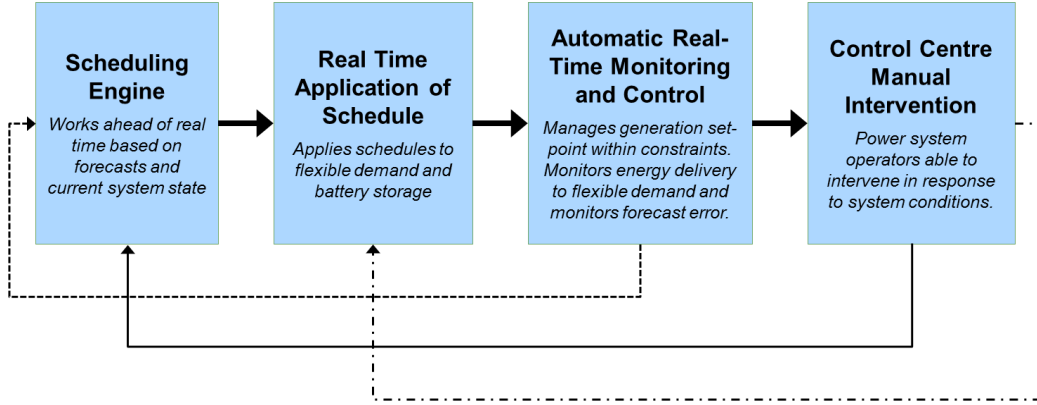 Scheduling
Engine
Works ahead of real
time based on
forecasts and
current system state
Real Time
Application of
Schedule
Applies schedules to
flexible demand and
battery storage
Automatic Real-
Time Monitoring
and Control
Manages generation set-
point within constraints.
Monitors energy delivery
to flexible demand and
monitors forecast error.
Control Centre
Manual
Intervention
Power system
operators able to
intervene in response
to system conditions.